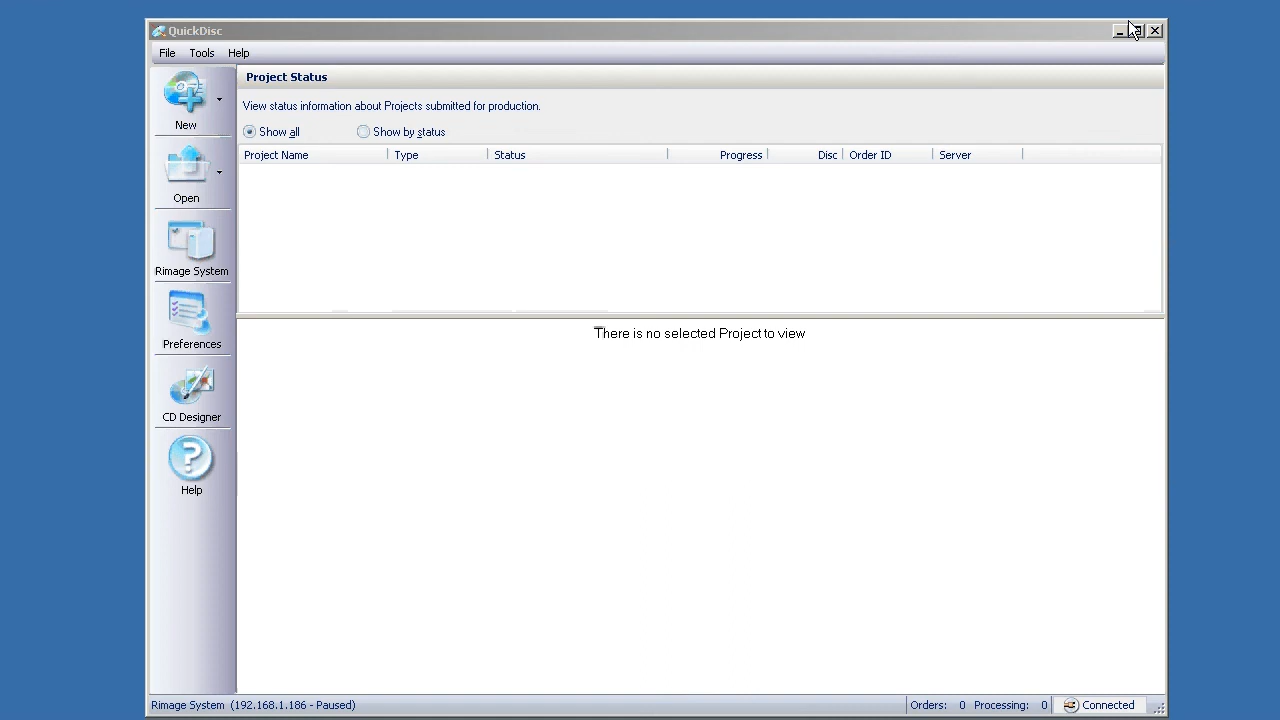 QuickDisc
File Tools Help
Project Status
View status information about Projects submitted for production.
Show all Show by status
Project Name Type Status Progress Disc Order ID Server
New
Open
Rimage System
Preferences
CD Designer
Help
There is no selected Project to view
Rimage System (192.168.1.186 - Paused) Orders: 0 Processing: 0 Connected